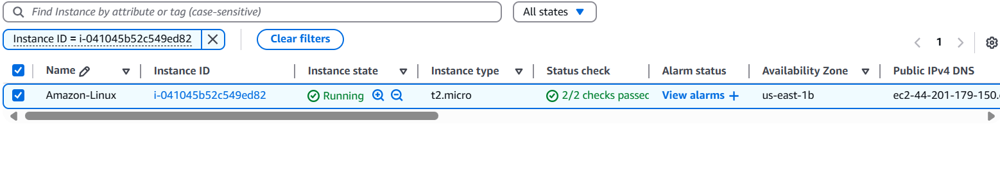 Find Instance by attribute or tag (case-sensitive) All states
Instance ID = i-041045b52c549ed82 Clear filters
1
Name Instance ID Instance state Instance type Status check Alarm status Availability Zone Public IPv4 DNS
Amazon-Linux i-041045b52c549ed82 Running t2.micro 2/2 checks passec View alarms + us-east-1b ec2-44-201-179-150.